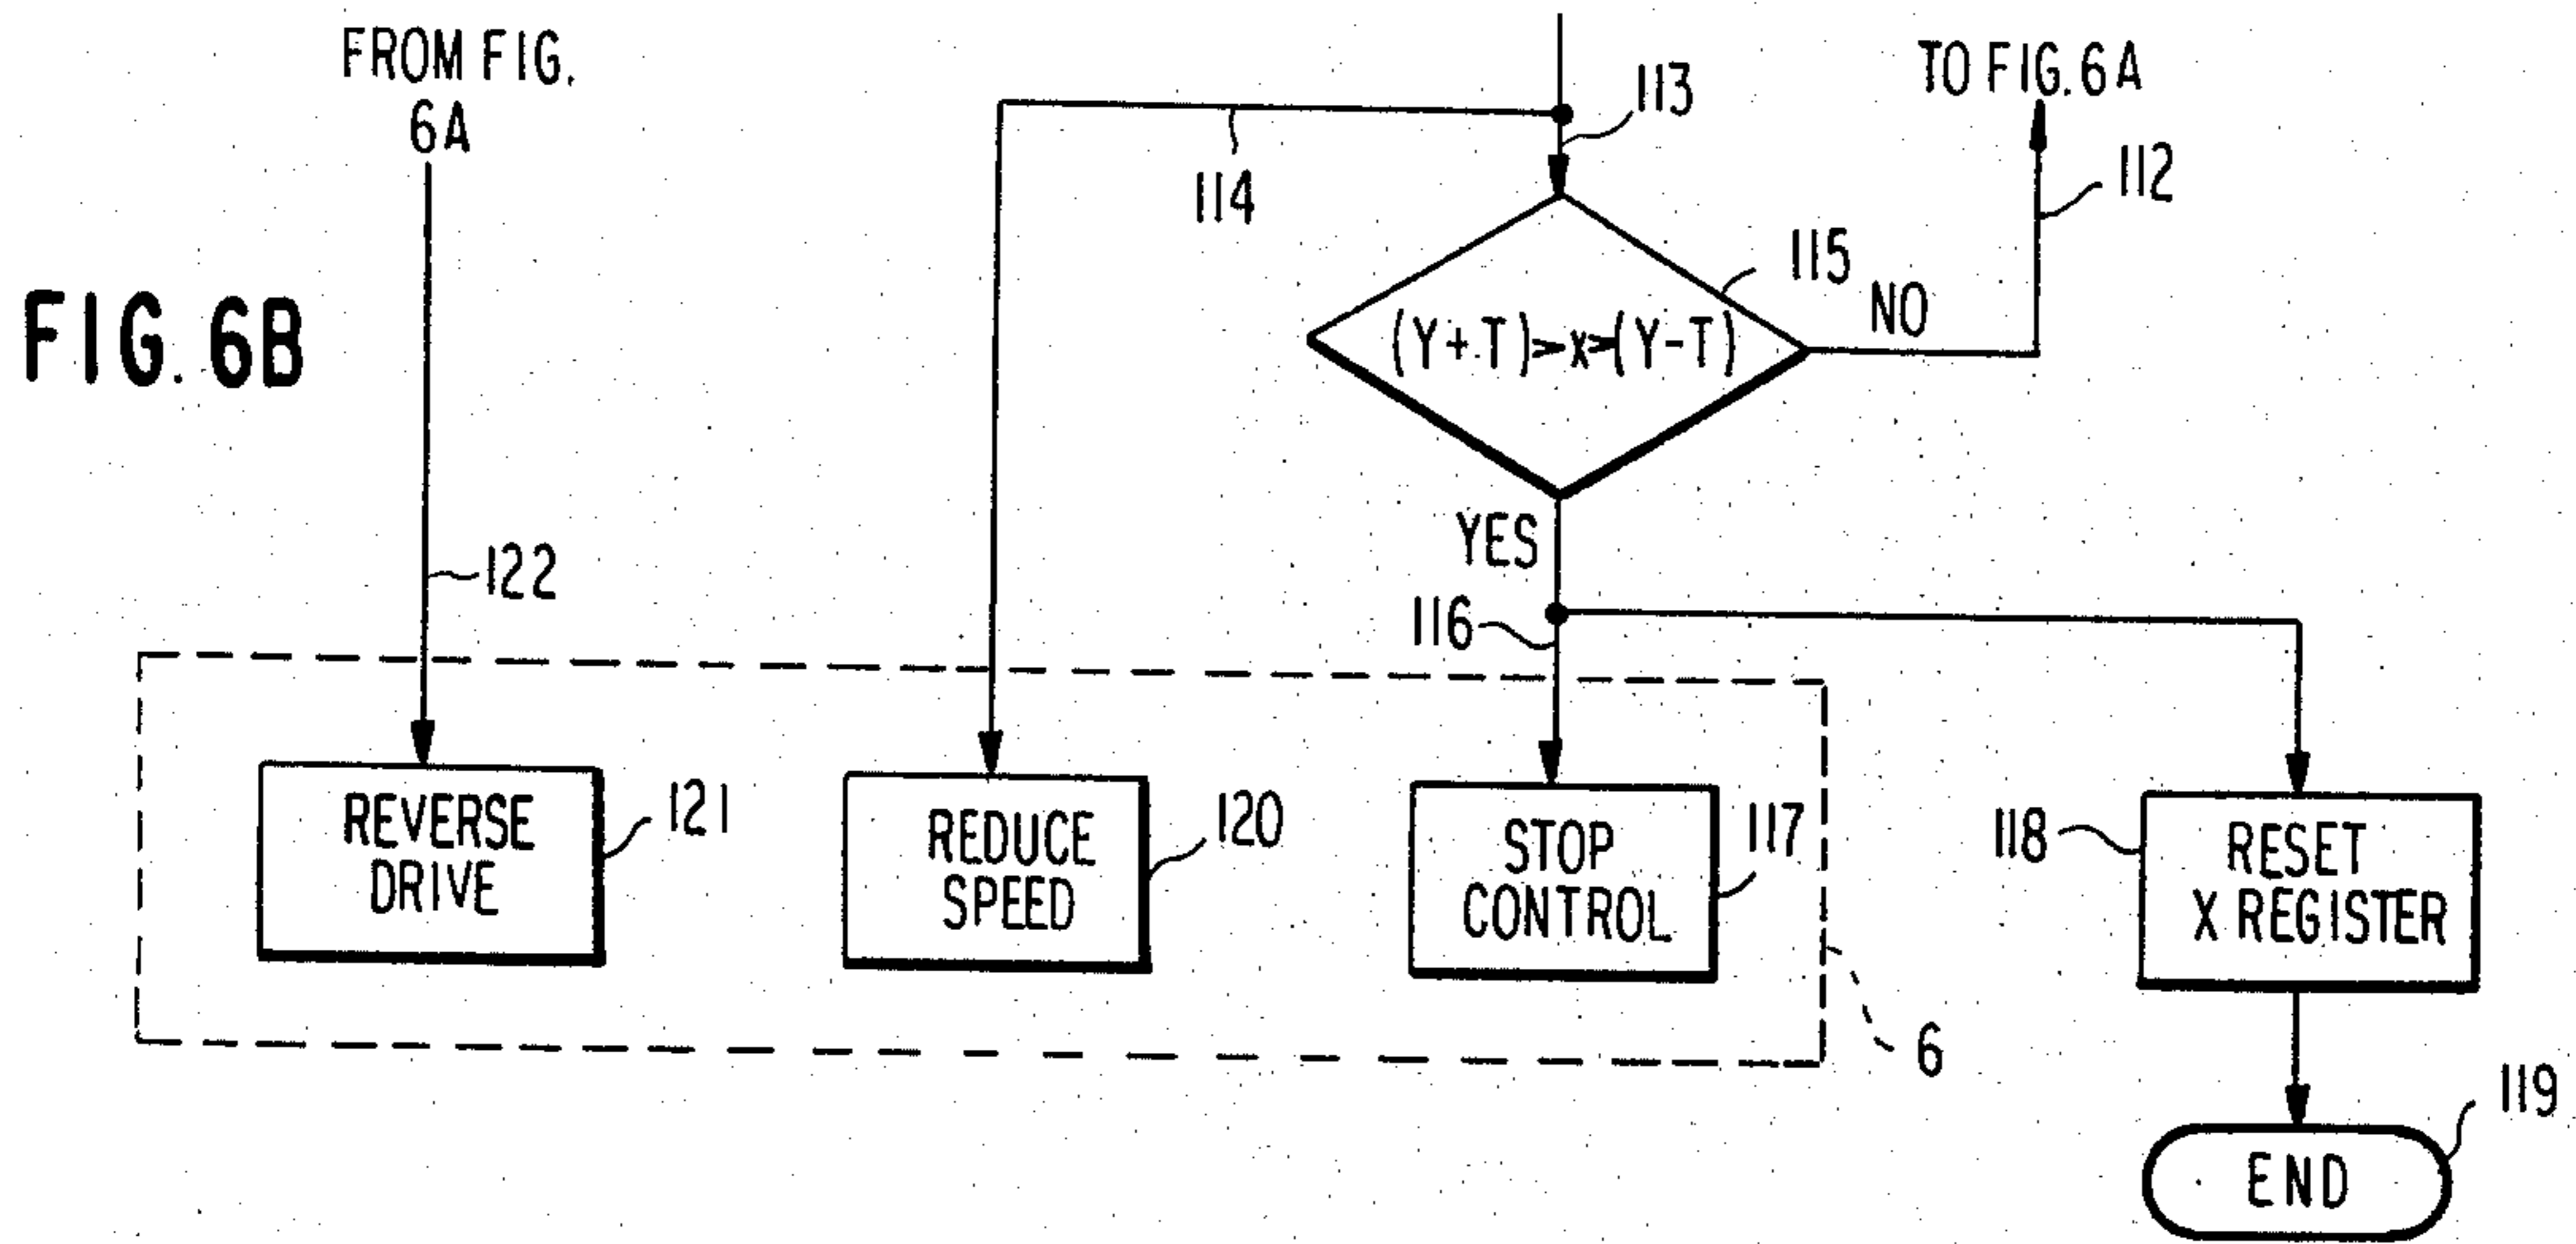 FROM FIG.
6A
TO FIG. 6A
113
114
112
115
FIG. 6B
(Y+T)>x>(Y-T)
NO
YES
122
116
REVERSE
DRIVE
121
REDUCE
SPEED
120
STOP
CONTROL
117
118
RESET
X REGISTER
6
119
END